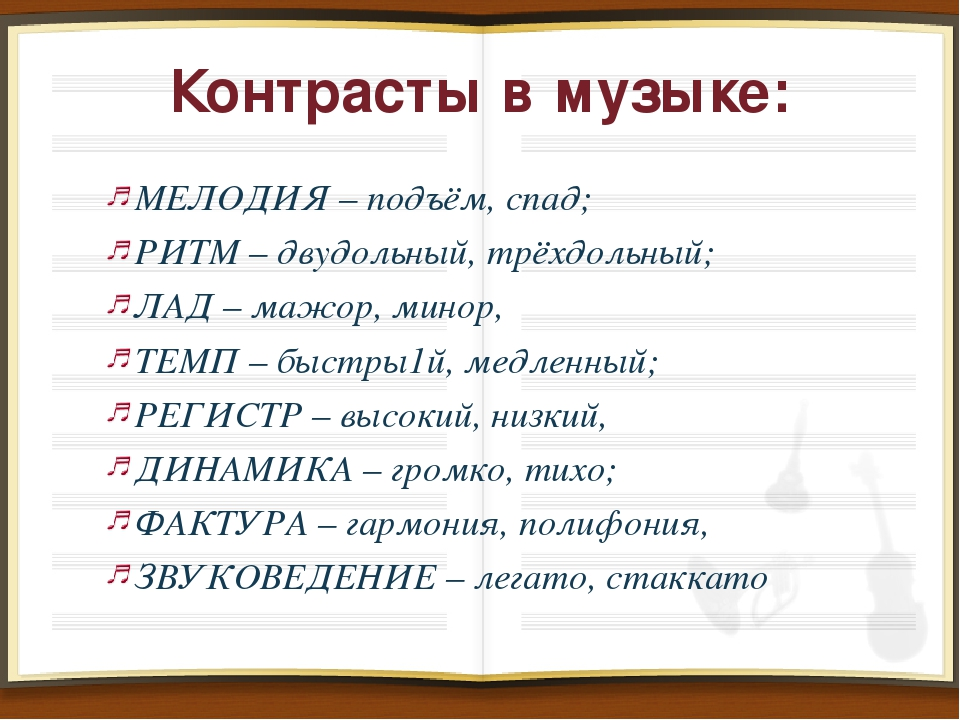 Контрасты в музыке:
МЕЛОДИЯ – подъём, спад;
РИТМ – двудольный, трёхдольный;
ЛАД – мажор, минор,
ТЕМП – быстры1й, медленный;
РЕГИСТР – высокий, низкий,
ДИНАМИКА – громко, тихо;
ФАКТУРА – гармония, полифония,
ЗВУКОВЕДЕНИЕ – легато, стаккато